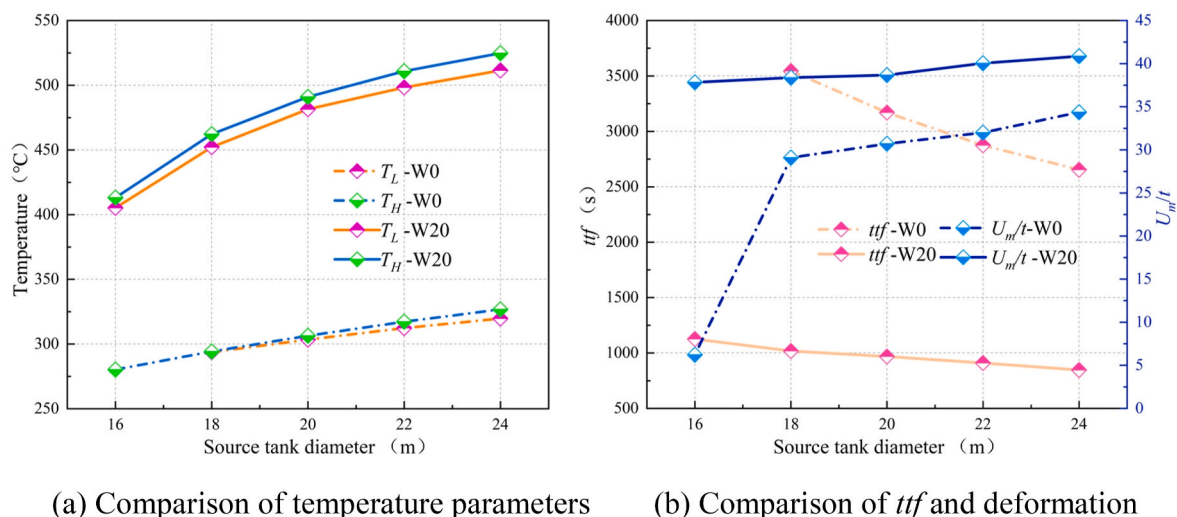 550
500
450
400
350
300
250
Temperature（℃）
T_L -W0
T_H -W0
T_L -W20
T_H -W20
16 18 20 22 24
Source tank diameter （m）
(a) Comparison of temperature parameters
4000
3500
3000
2500
4000
1500
1000
500
ttf （s）
45
40
35
30
25
20
15
10
5
0
U_m/t
ttf -W0 U_m/t-W0
ttf -W20 U_m/t -W20
16 18 20 22 24
Source tank diameter （m）
(b) Comparison of ttf and deformation